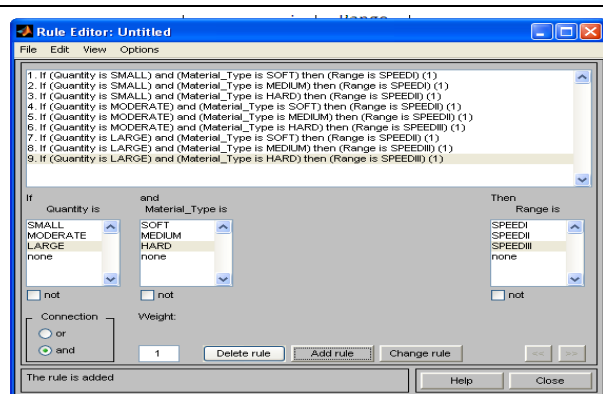 Range
Rule Editor: Untitled
File Edit View Options
1. If (Quantity is SMALL) and (Material_Type is SOFT) then (Range is SPEEDI) (1)
2. If (Quantity is SMALL) and (Material_Type is MEDIUM) then (Range is SPEEDI) (1)
3. If (Quantity is SMALL) and (Material_Type is HARD) then (Range is SPEEDII) (1)
4. If (Quantity is MODERATE) and (Material_Type is SOFT) then (Range is SPEEDII) (1)
5. If (Quantity is MODERATE) and (Material_Type is MEDIUM) then (Range is SPEEDII) (1)
6. If (Quantity is MODERATE) and (Material_Type is HARD) then (Range is SPEEDIII) (1)
7. If (Quantity is LARGE) and (Material_Type is SOFT) then (Range is SPEEDII) (1)
8. If (Quantity is LARGE) and (Material_Type is MEDIUM) then (Range is SPEEDIII) (1)
9. If (Quantity is LARGE) and (Material_Type is HARD) then (Range is SPEEDIII) (1)
If and Then
Quantity is Material_Type is Range is
SMALL SOFT SPEEDI
MODERATE MEDIUM SPEEDII
LARGE HARD SPEEDIII
none none none
not not not
Connection Weight:
or
and 1 Delete rule Add rule Change rule << >>
The rule is added Help Close